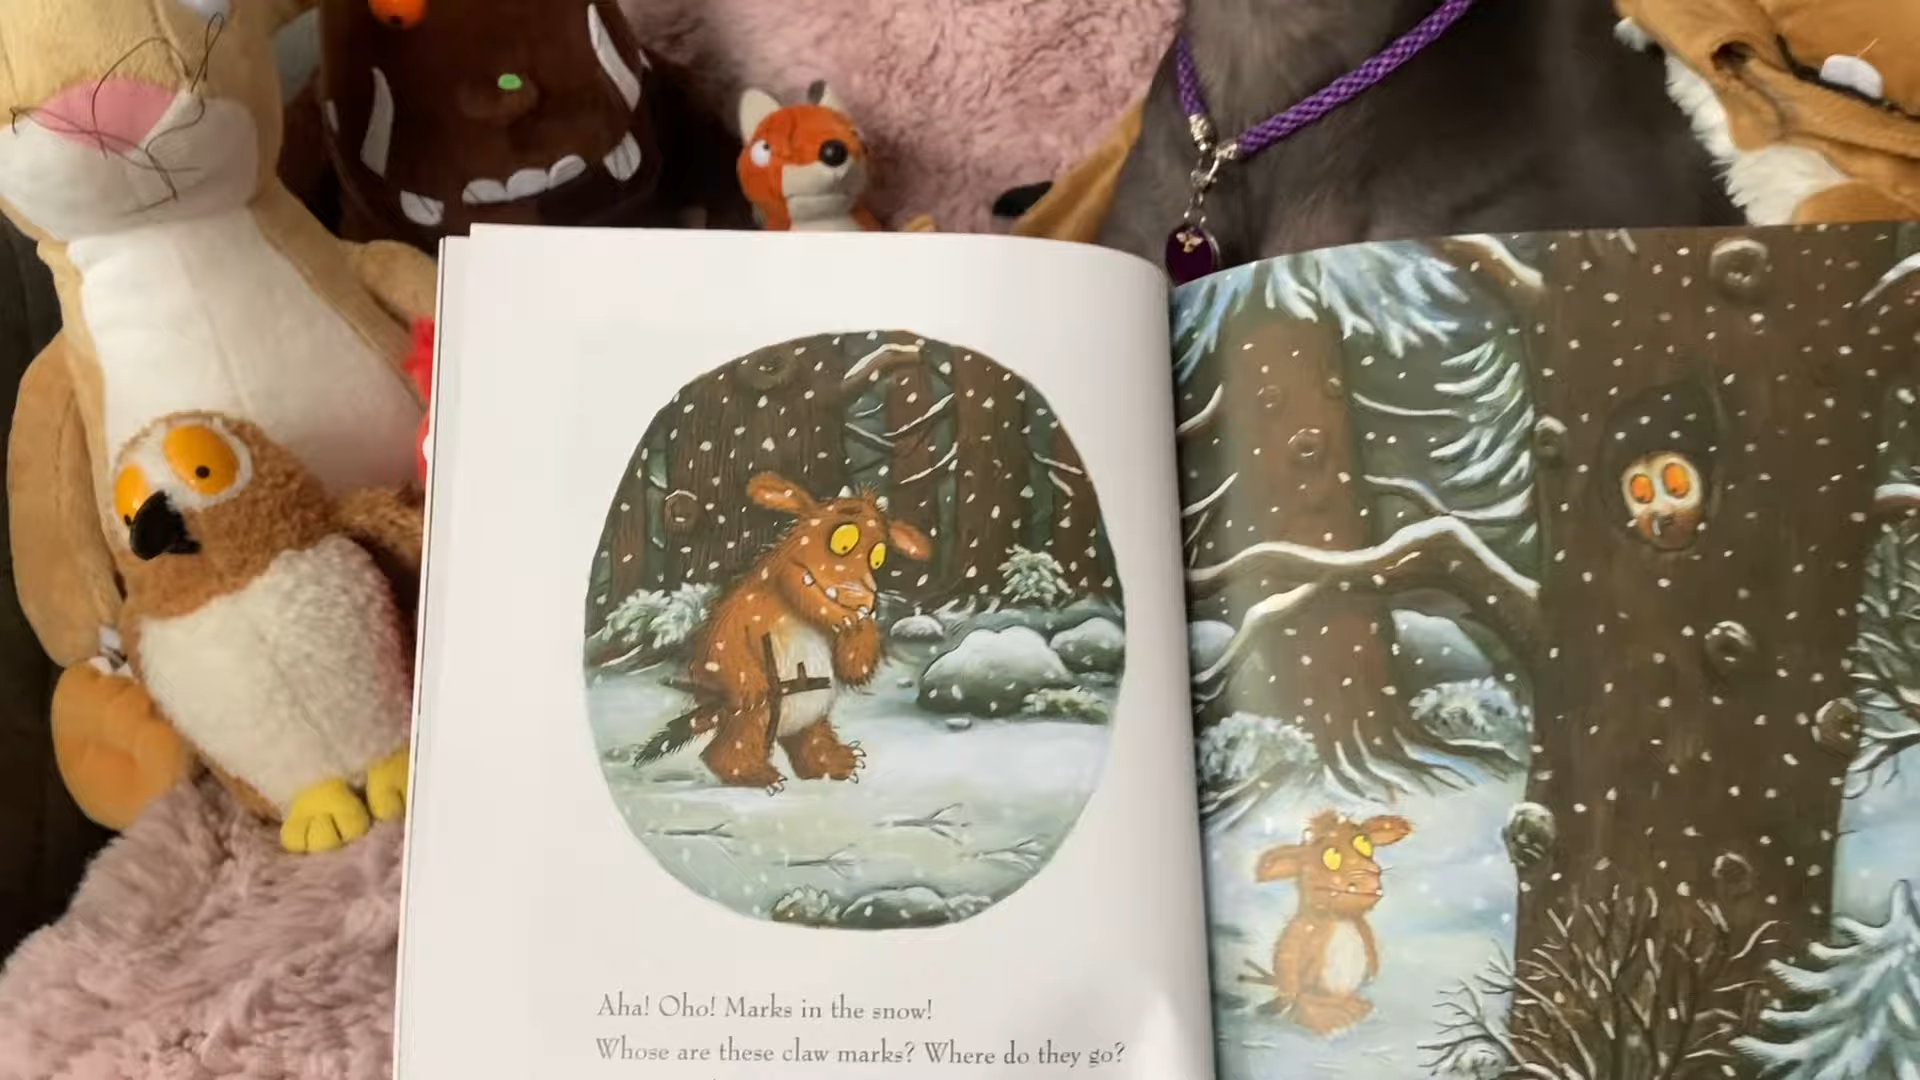 Aha! Oho! Marks in the snow!
Whose are these claw marks? Where do they go?